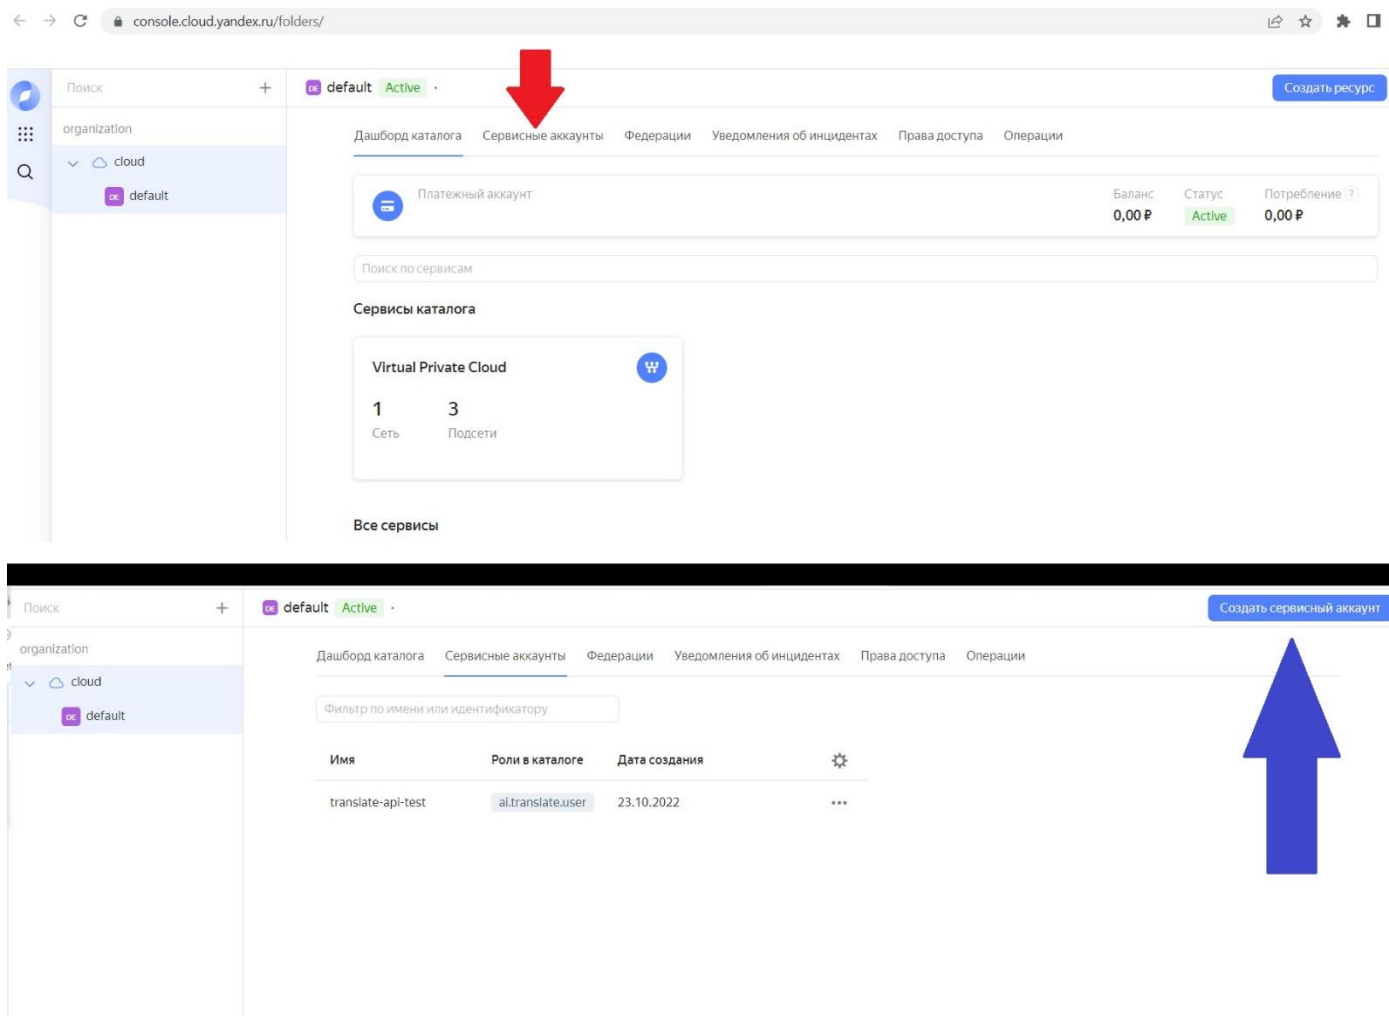 console.cloud.yandex.ru/folders/
Поиск
DE default Active ·
Создать ресурс
organization
cloud
DE default
Дашборд каталога Сервисные аккаунты Федерации Уведомления об инцидентах Права доступа Операции
Платежный аккаунт
Баланс Статус Потребление ?
0,00 ₽ Active 0,00 ₽
Поиск по сервисам
Сервисы каталога
Virtual Private Cloud
1 3
Сеть Подсети
Все сервисы
Поиск
DE default Active ·
Создать сервисный аккаунт
organization
cloud
DE default
Дашборд каталога Сервисные аккаунты Федерации Уведомления об инцидентах Права доступа Операции
Фильтр по имени или идентификатору
Имя Роли в каталоге Дата создания
translate-api-test ai.translate.user 23.10.2022